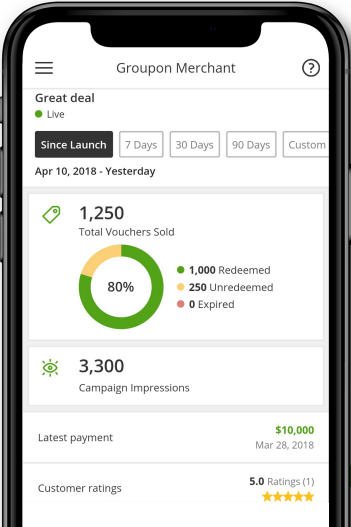 Groupon Merchant
?
Great deal
Live
Since Launch 7 Days 30 Days 90 Days Custom
Apr 10, 2018 - Yesterday
1,250
Total Vouchers Sold
80%
1,000 Redeemed
250 Unredeemed
0 Expired
3,300
Campaign Impressions
Latest payment
$10,000
Mar 28, 2018
Customer ratings
5.0 Ratings (1)